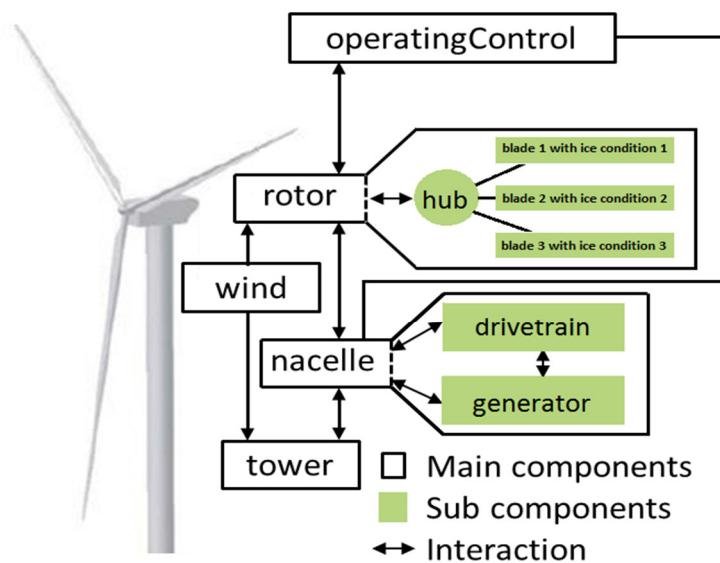 operatingControl
rotor
hub
blade 1 with ice condition 1
blade 2 with ice condition 2
blade 3 with ice condition 3
wind
nacelle
drivetrain
generator
tower
Main components
Sub components
Interaction